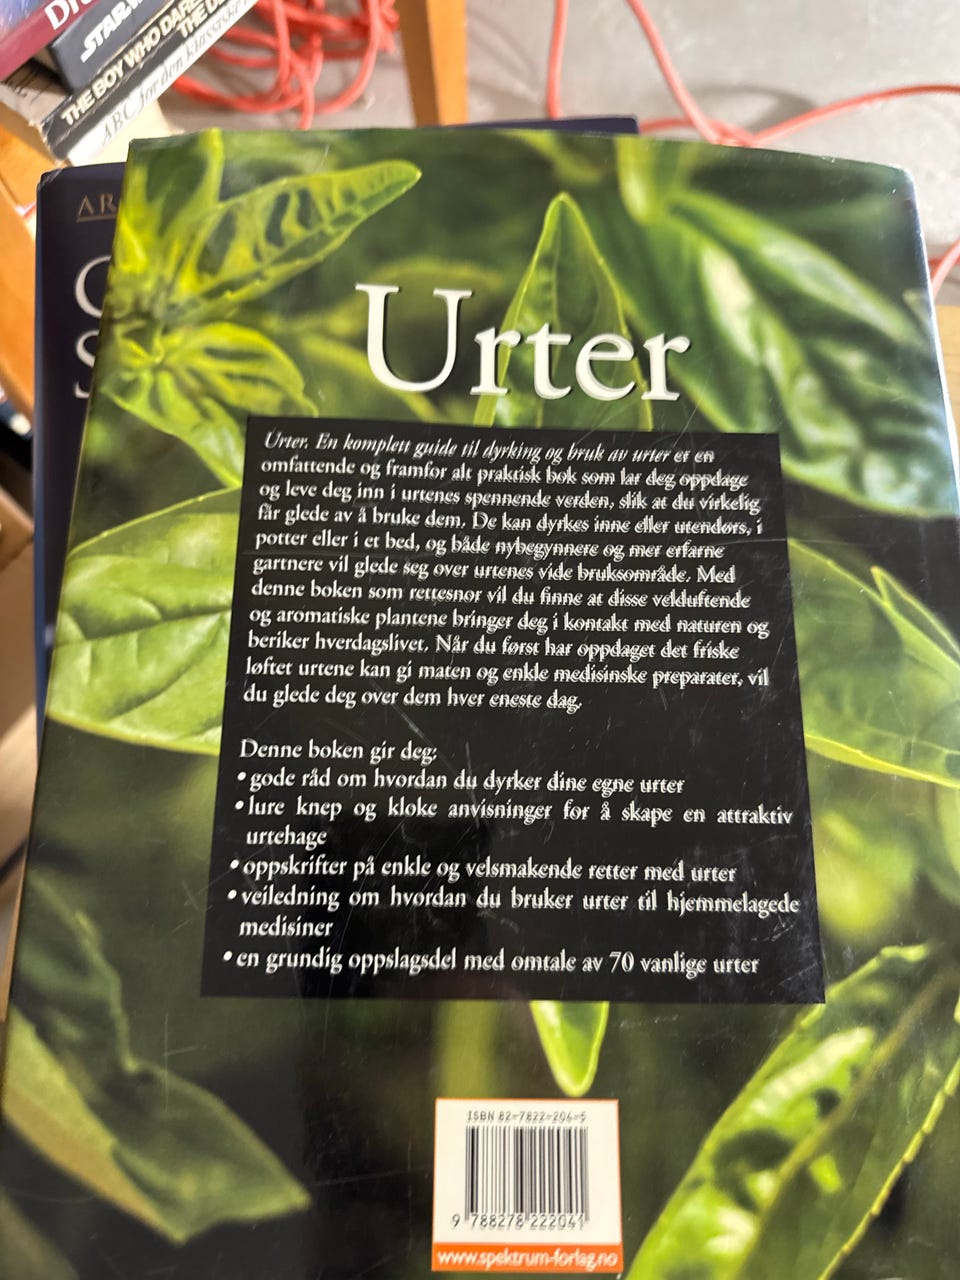 STAR
THE BOY WHO DARE
THE D
ABC for den klassiske
AR
Urter
Urter. En komplett guide til dyrking og bruk av urter er en
omfattende og framfor alt praktisk bok som lar deg oppdage
og leve deg inn i urtenes spennende verden, slik at du virkelig
får glede av å bruke dem. De kan dyrkes inne eller utendørs, i
potter eller i et bed, og både nybegynnere og mer erfarne
gartnere vil glede seg over urtenes vide bruksområde. Med
denne boken som rettesnor vil du finne at disse velduftende
og aromatiske plantene bringer deg i kontakt med naturen og
beriker hverdagslivet. Når du først har oppdaget det friske
løftet urtene kan gi maten og enkle medisinske preparater, vil
du glede deg over dem hver eneste dag.
Denne boken gir deg:
• gode råd om hvordan du dyrker dine egne urter
• lure knep og kloke anvisninger for å skape en attraktiv
urtehage
• oppskrifter på enkle og velsmakende retter med urter
• veiledning om hvordan du bruker urter til hjemmelagede
medisiner
• en grundig oppslagsdel med omtale av 70 vanlige urter
ISBN 82-7822-204-5
9 788278 222041
www.spektrum-forlag.no